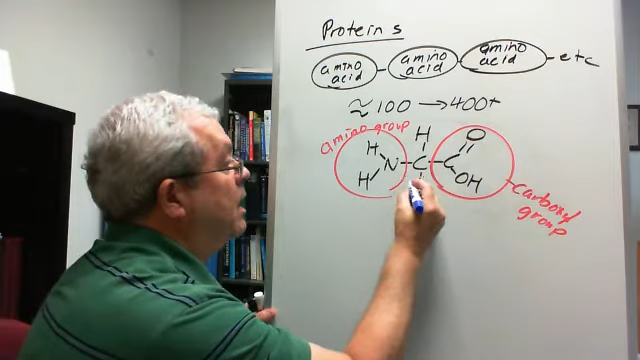 Proteins
amino acid - amino acid - amino acid - etc
≈ 100 → 400+
amino group
H H O
H N - C - C OH
carboxyl group